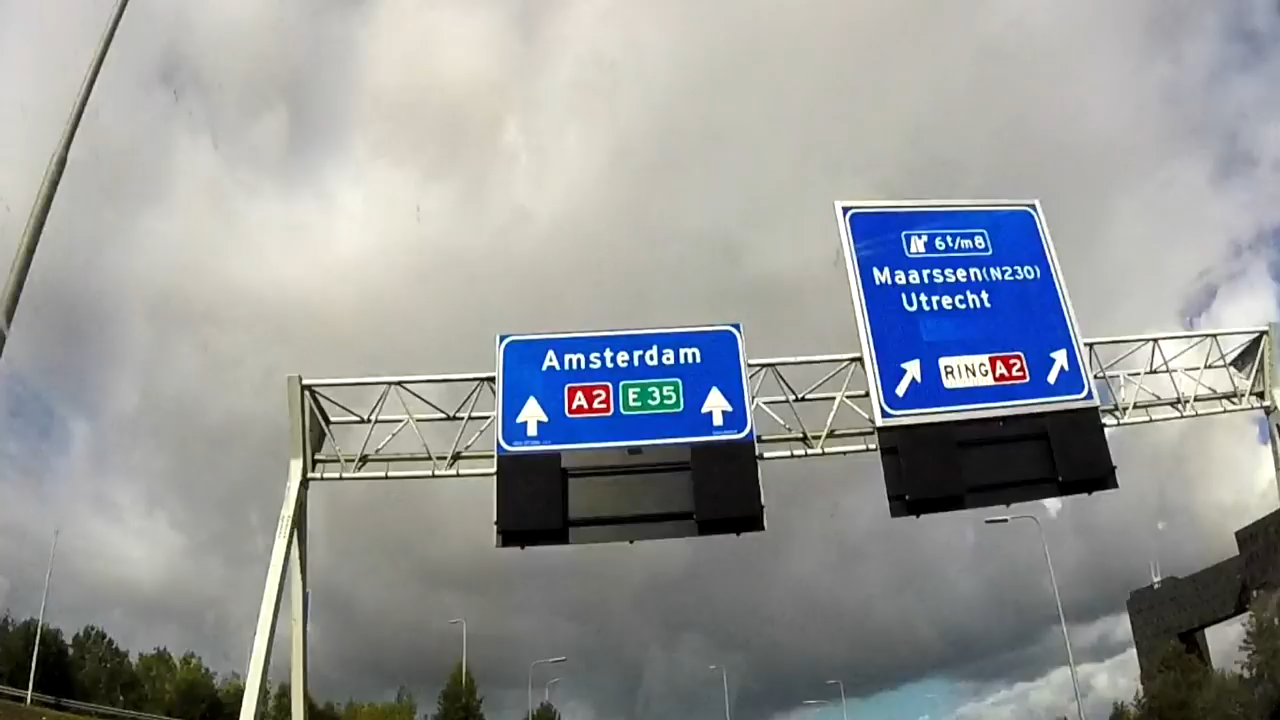 Amsterdam
A2 E35
6t/m8
Maarssen(N230)
Utrecht
RING A2